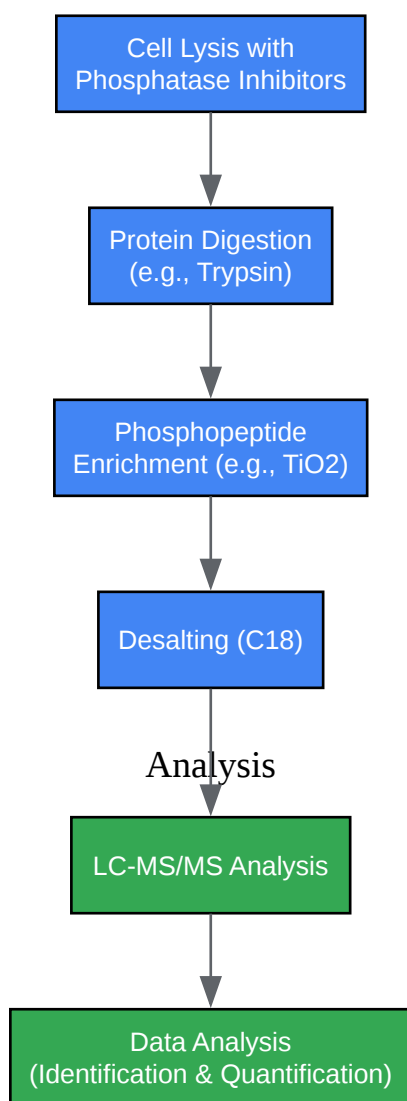 Cell Lysis with
Phosphatase Inhibitors
Protein Digestion
(e.g., Trypsin)
Phosphopeptide
Enrichment (e.g., TiO2)
Desalting (C18)
Analysis
LC-MS/MS Analysis
Data Analysis
(Identification & Quantification)